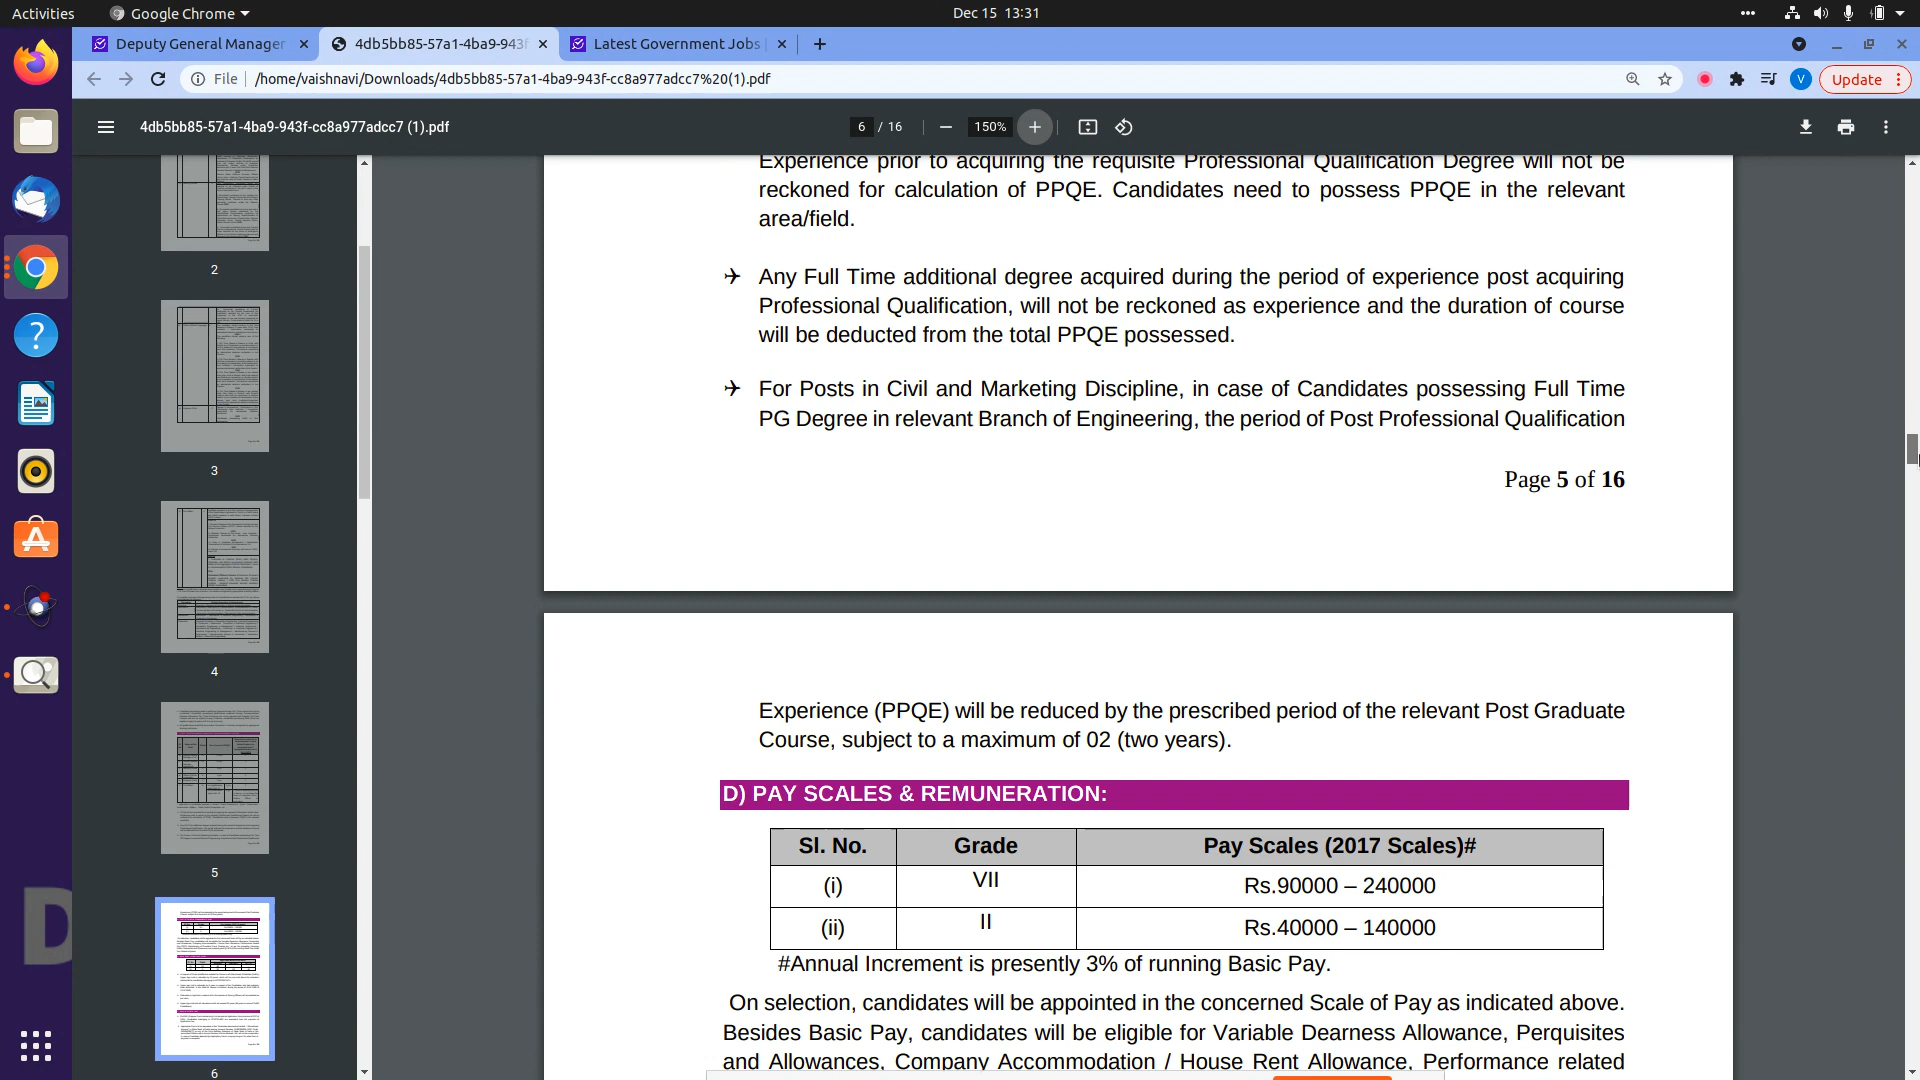 Activities
Google Chrome
Dec 15 13:31
Deputy General Manager
4db5bb85-57a1-4ba9-943f
Latest Government Jobs
File
/home/vaishnavi/Downloads/4db5bb85-57a1-4ba9-943f-cc8a977adcc7%20(1).pdf
V
Update
4db5bb85-57a1-4ba9-943f-cc8a977adcc7 (1).pdf
6 / 16
150%
Experience prior to acquiring the requisite Professional Qualification Degree will not be
reckoned for calculation of PPQE. Candidates need to possess PPQE in the relevant
area/field.
✈ Any Full Time additional degree acquired during the period of experience post acquiring
Professional Qualification, will not be reckoned as experience and the duration of course
will be deducted from the total PPQE possessed.
✈ For Posts in Civil and Marketing Discipline, in case of Candidates possessing Full Time
PG Degree in relevant Branch of Engineering, the period of Post Professional Qualification
Page 5 of 16
Experience (PPQE) will be reduced by the prescribed period of the relevant Post Graduate
Course, subject to a maximum of 02 (two years).
D) PAY SCALES & REMUNERATION:
Sl. No. Grade Pay Scales (2017 Scales)#
(i) VII Rs.90000 – 240000
(ii) II Rs.40000 – 140000
#Annual Increment is presently 3% of running Basic Pay.
On selection, candidates will be appointed in the concerned Scale of Pay as indicated above.
Besides Basic Pay, candidates will be eligible for Variable Dearness Allowance, Perquisites
and Allowances, Company Accommodation / House Rent Allowance, Performance related
2
3
4
5
6